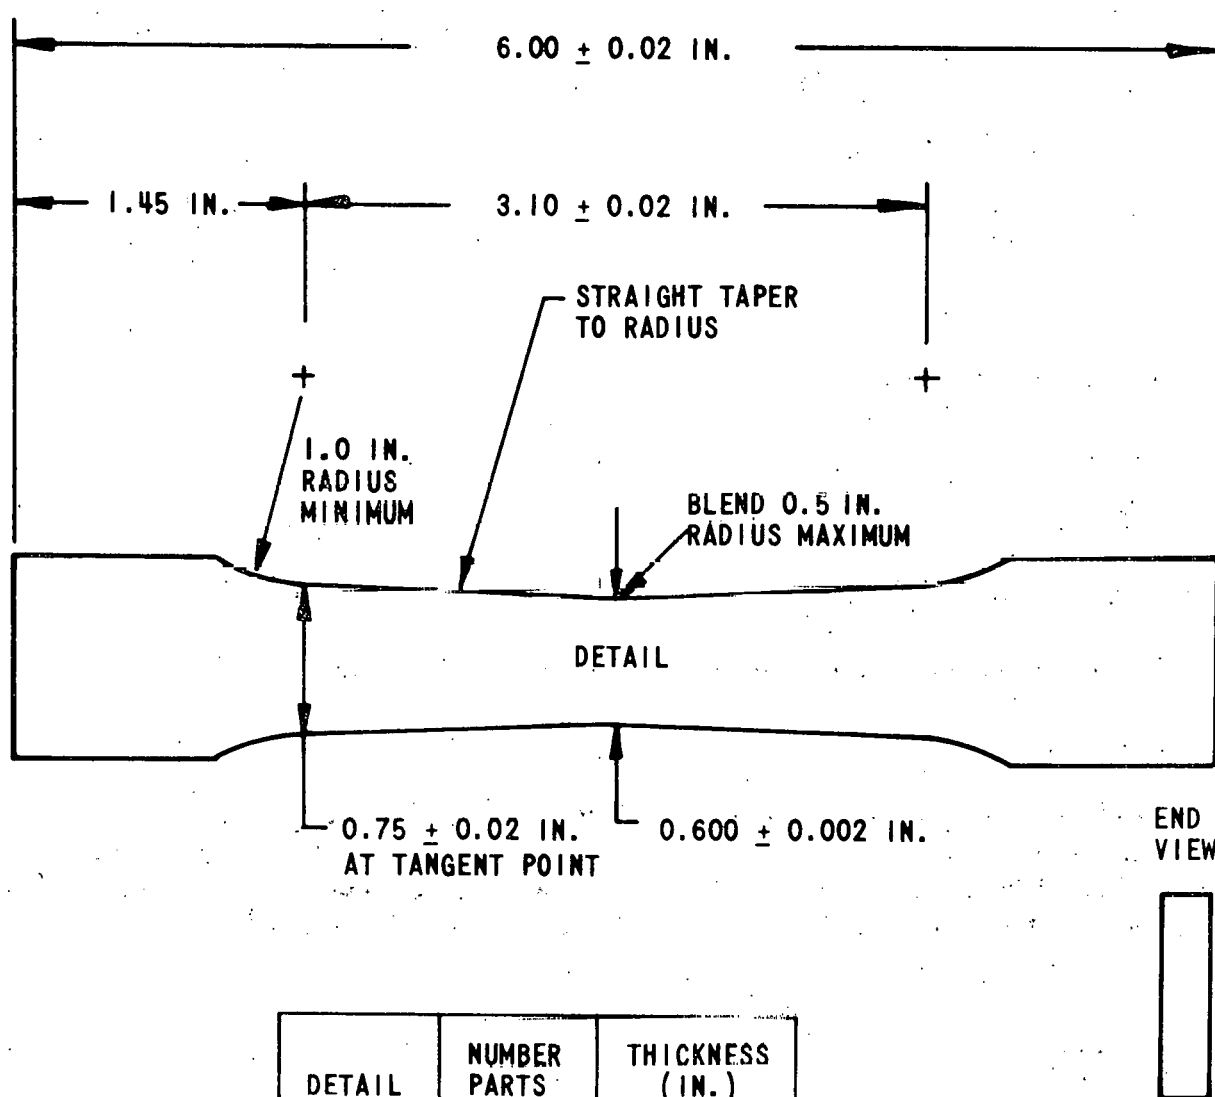 6.00 ± 0.02 IN.
1.45 IN.
3.10 ± 0.02 IN.
STRAIGHT TAPER
TO RADIUS
1.0 IN.
RADIUS
MINIMUM
BLEND 0.5 IN.
RADIUS MAXIMUM
DETAIL
0.75 ± 0.02 IN.
AT TANGENT POINT
0.600 ± 0.002 IN.
END
VIEW
DETAIL
NUMBER
PARTS
THICKNESS
(IN.)